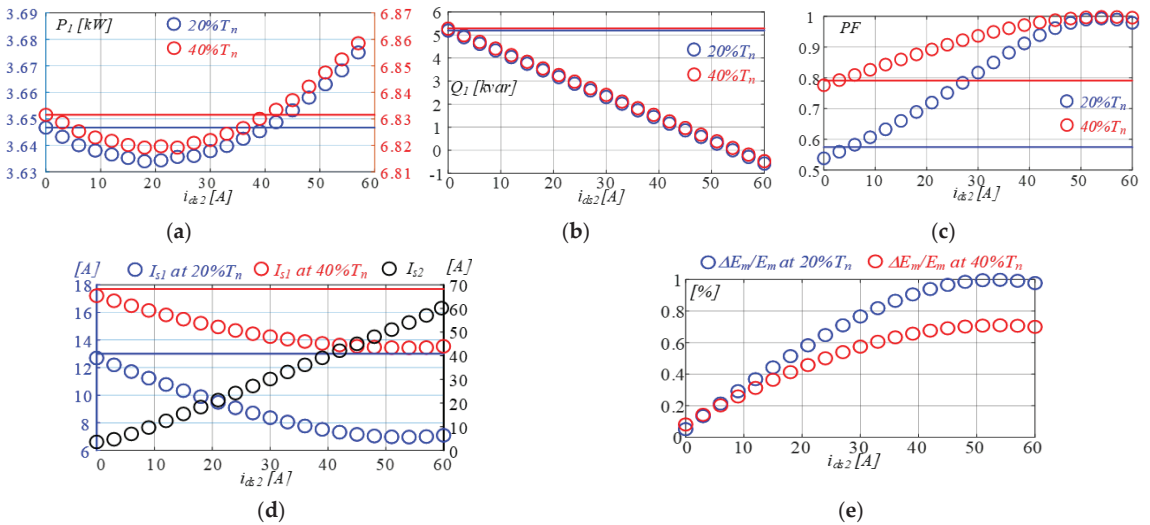 P1 [kW]
20%Tn
40%Tn
3.69
3.68
3.67
3.66
3.65
3.64
3.63
6.87
6.86
6.85
6.84
6.83
6.82
6.81
0 10 20 30 40 50 60
ids2 [A]
(a)
Q1 [kvar]
20%Tn
40%Tn
6
5
4
3
2
1
0
-1
0 10 20 30 40 50 60
ids2 [A]
(b)
PF
20%Tn
40%Tn
1
0.9
0.8
0.7
0.6
0.5
0 10 20 30 40 50 60
ids2 [A]
(c)
[A] Is1 at 20%Tn Is1 at 40%Tn Is2 [A]
18
16
14
12
10
8
6
70
60
50
40
30
20
10
0
0 10 20 30 40 50 60
ids2 [A]
(d)
ΔEm/Em at 20%Tn ΔEm/Em at 40%Tn
[%]
1
0.8
0.6
0.4
0.2
0
0 10 20 30 40 50 60
ids2 [A]
(e)